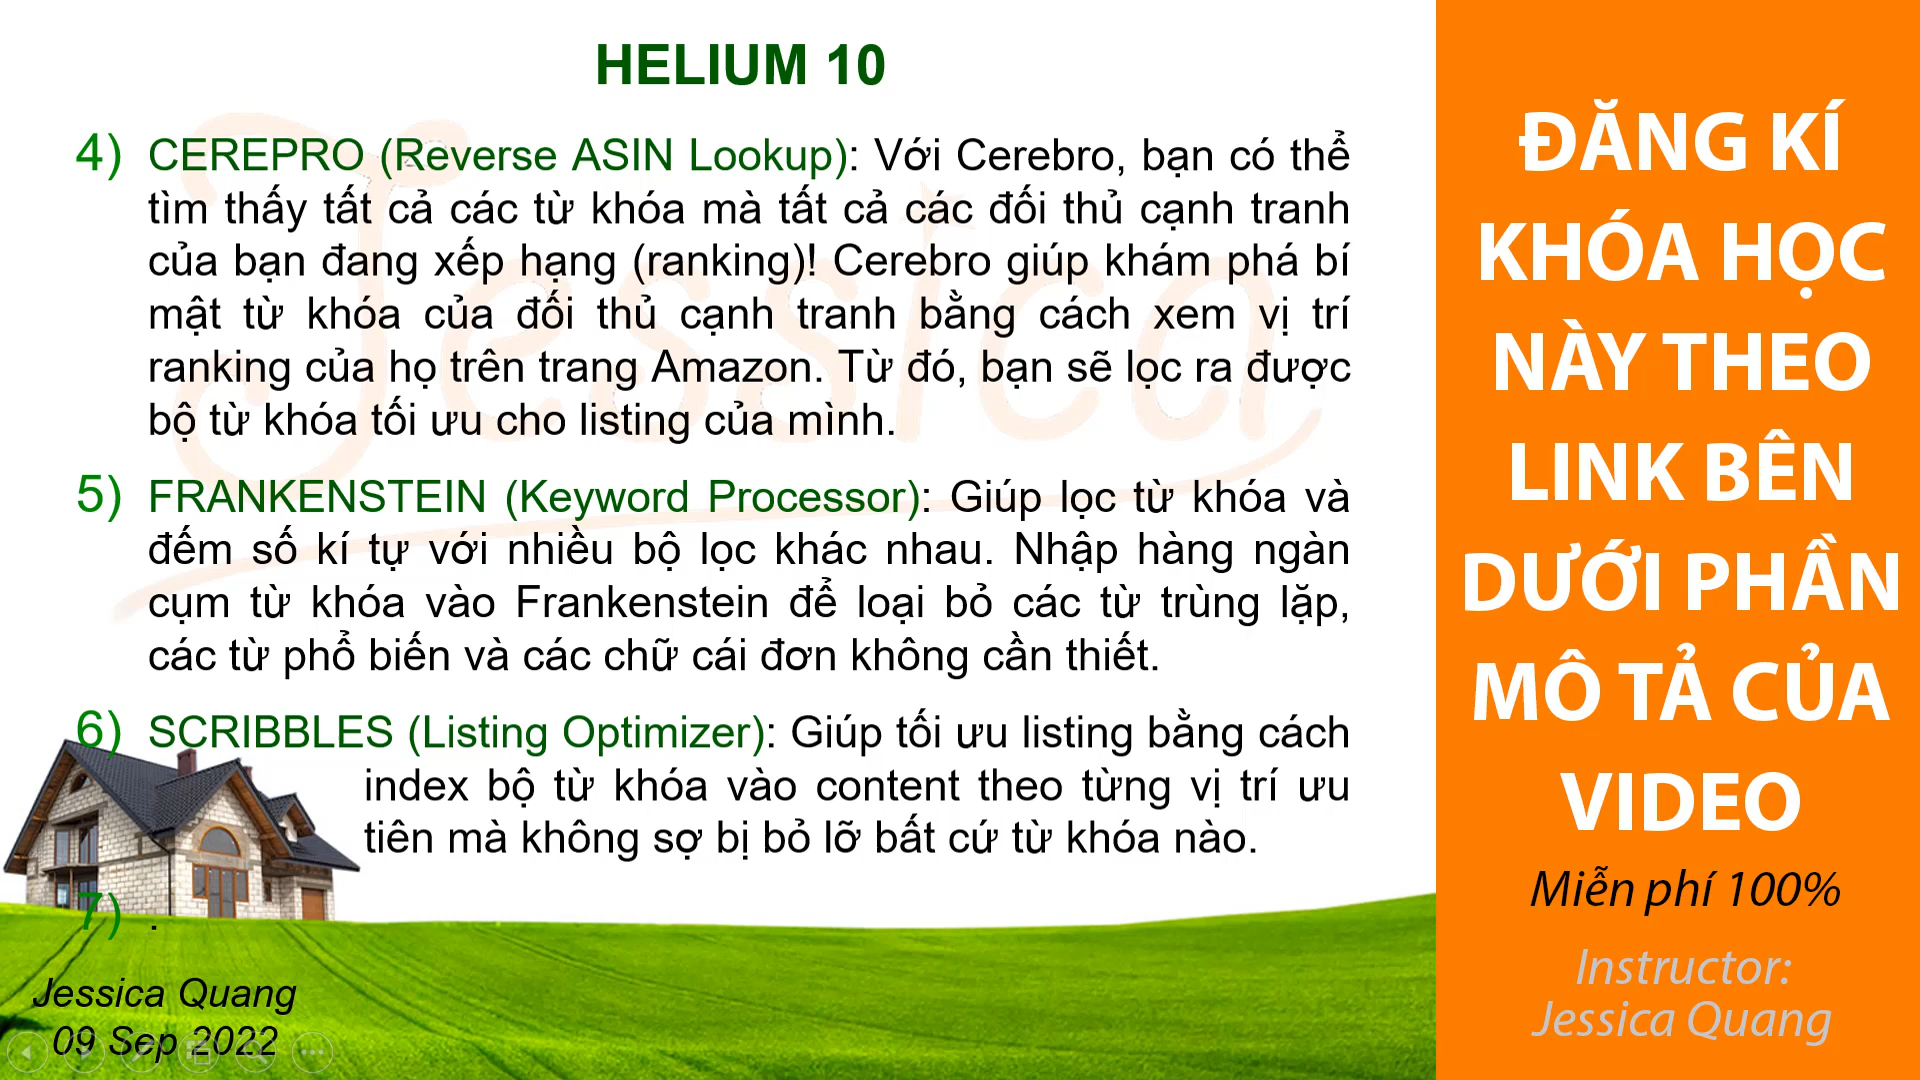 HELIUM 10
4) CEREPRO (Reverse ASIN Lookup): Với Cerebro, bạn có thể
tìm thấy tất cả các từ khóa mà tất cả các đối thủ cạnh tranh
của bạn đang xếp hạng (ranking)! Cerebro giúp khám phá bí
mật từ khóa của đối thủ cạnh tranh bằng cách xem vị trí
ranking của họ trên trang Amazon. Từ đó, bạn sẽ lọc ra được
bộ từ khóa tối ưu cho listing của mình.
5) FRANKENSTEIN (Keyword Processor): Giúp lọc từ khóa và
đếm số kí tự với nhiều bộ lọc khác nhau. Nhập hàng ngàn
cụm từ khóa vào Frankenstein để loại bỏ các từ trùng lặp,
các từ phổ biến và các chữ cái đơn không cần thiết.
6) SCRIBBLES (Listing Optimizer): Giúp tối ưu listing bằng cách
index bộ từ khóa vào content theo từng vị trí ưu
tiên mà không sợ bị bỏ lỡ bất cứ từ khóa nào.
7) .
Jessica Quang
09 Sep 2022
Jessica
ĐĂNG KÍ
KHÓA HỌC
NÀY THEO
LINK BÊN
DƯỚI PHẦN
MÔ TẢ CỦA
VIDEO
Miễn phí 100%
Instructor:
Jessica Quang